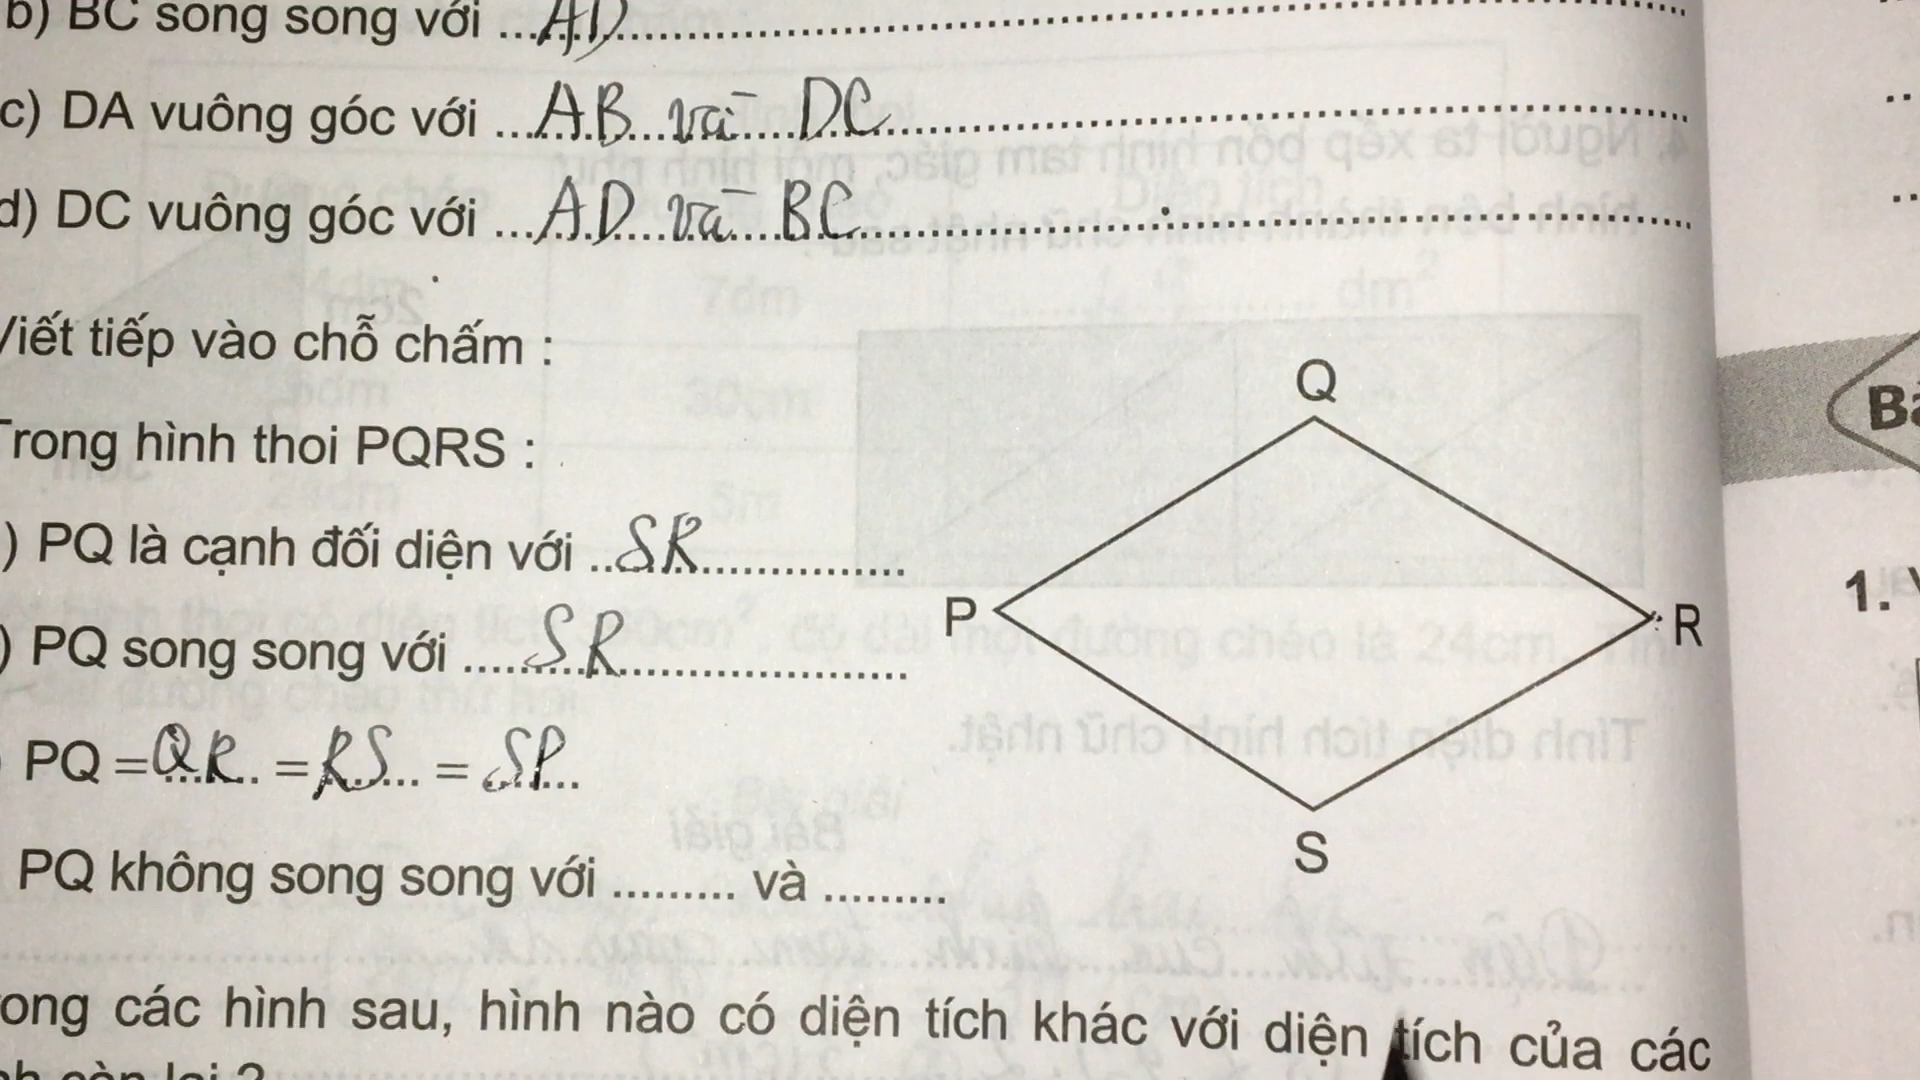 b) BC song song với ...AD...
c) DA vuông góc với ...AB và DC...
d) DC vuông góc với ...AD và BC...
Viết tiếp vào chỗ chấm :
Trong hình thoi PQRS :
) PQ là cạnh đối diện với ..SR...
) PQ song song với ...SR...
PQ = QR... = RS... = SP...
PQ không song song với ......... và .........
Q
P
R
S
ong các hình sau, hình nào có diện tích khác với diện tích của các
còn lại ?
1.